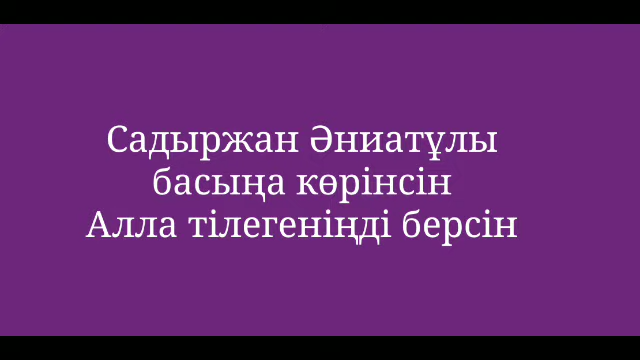 Садыржан Әниатұлы
басыңа көрінсін
Алла тілегеніңді берсін